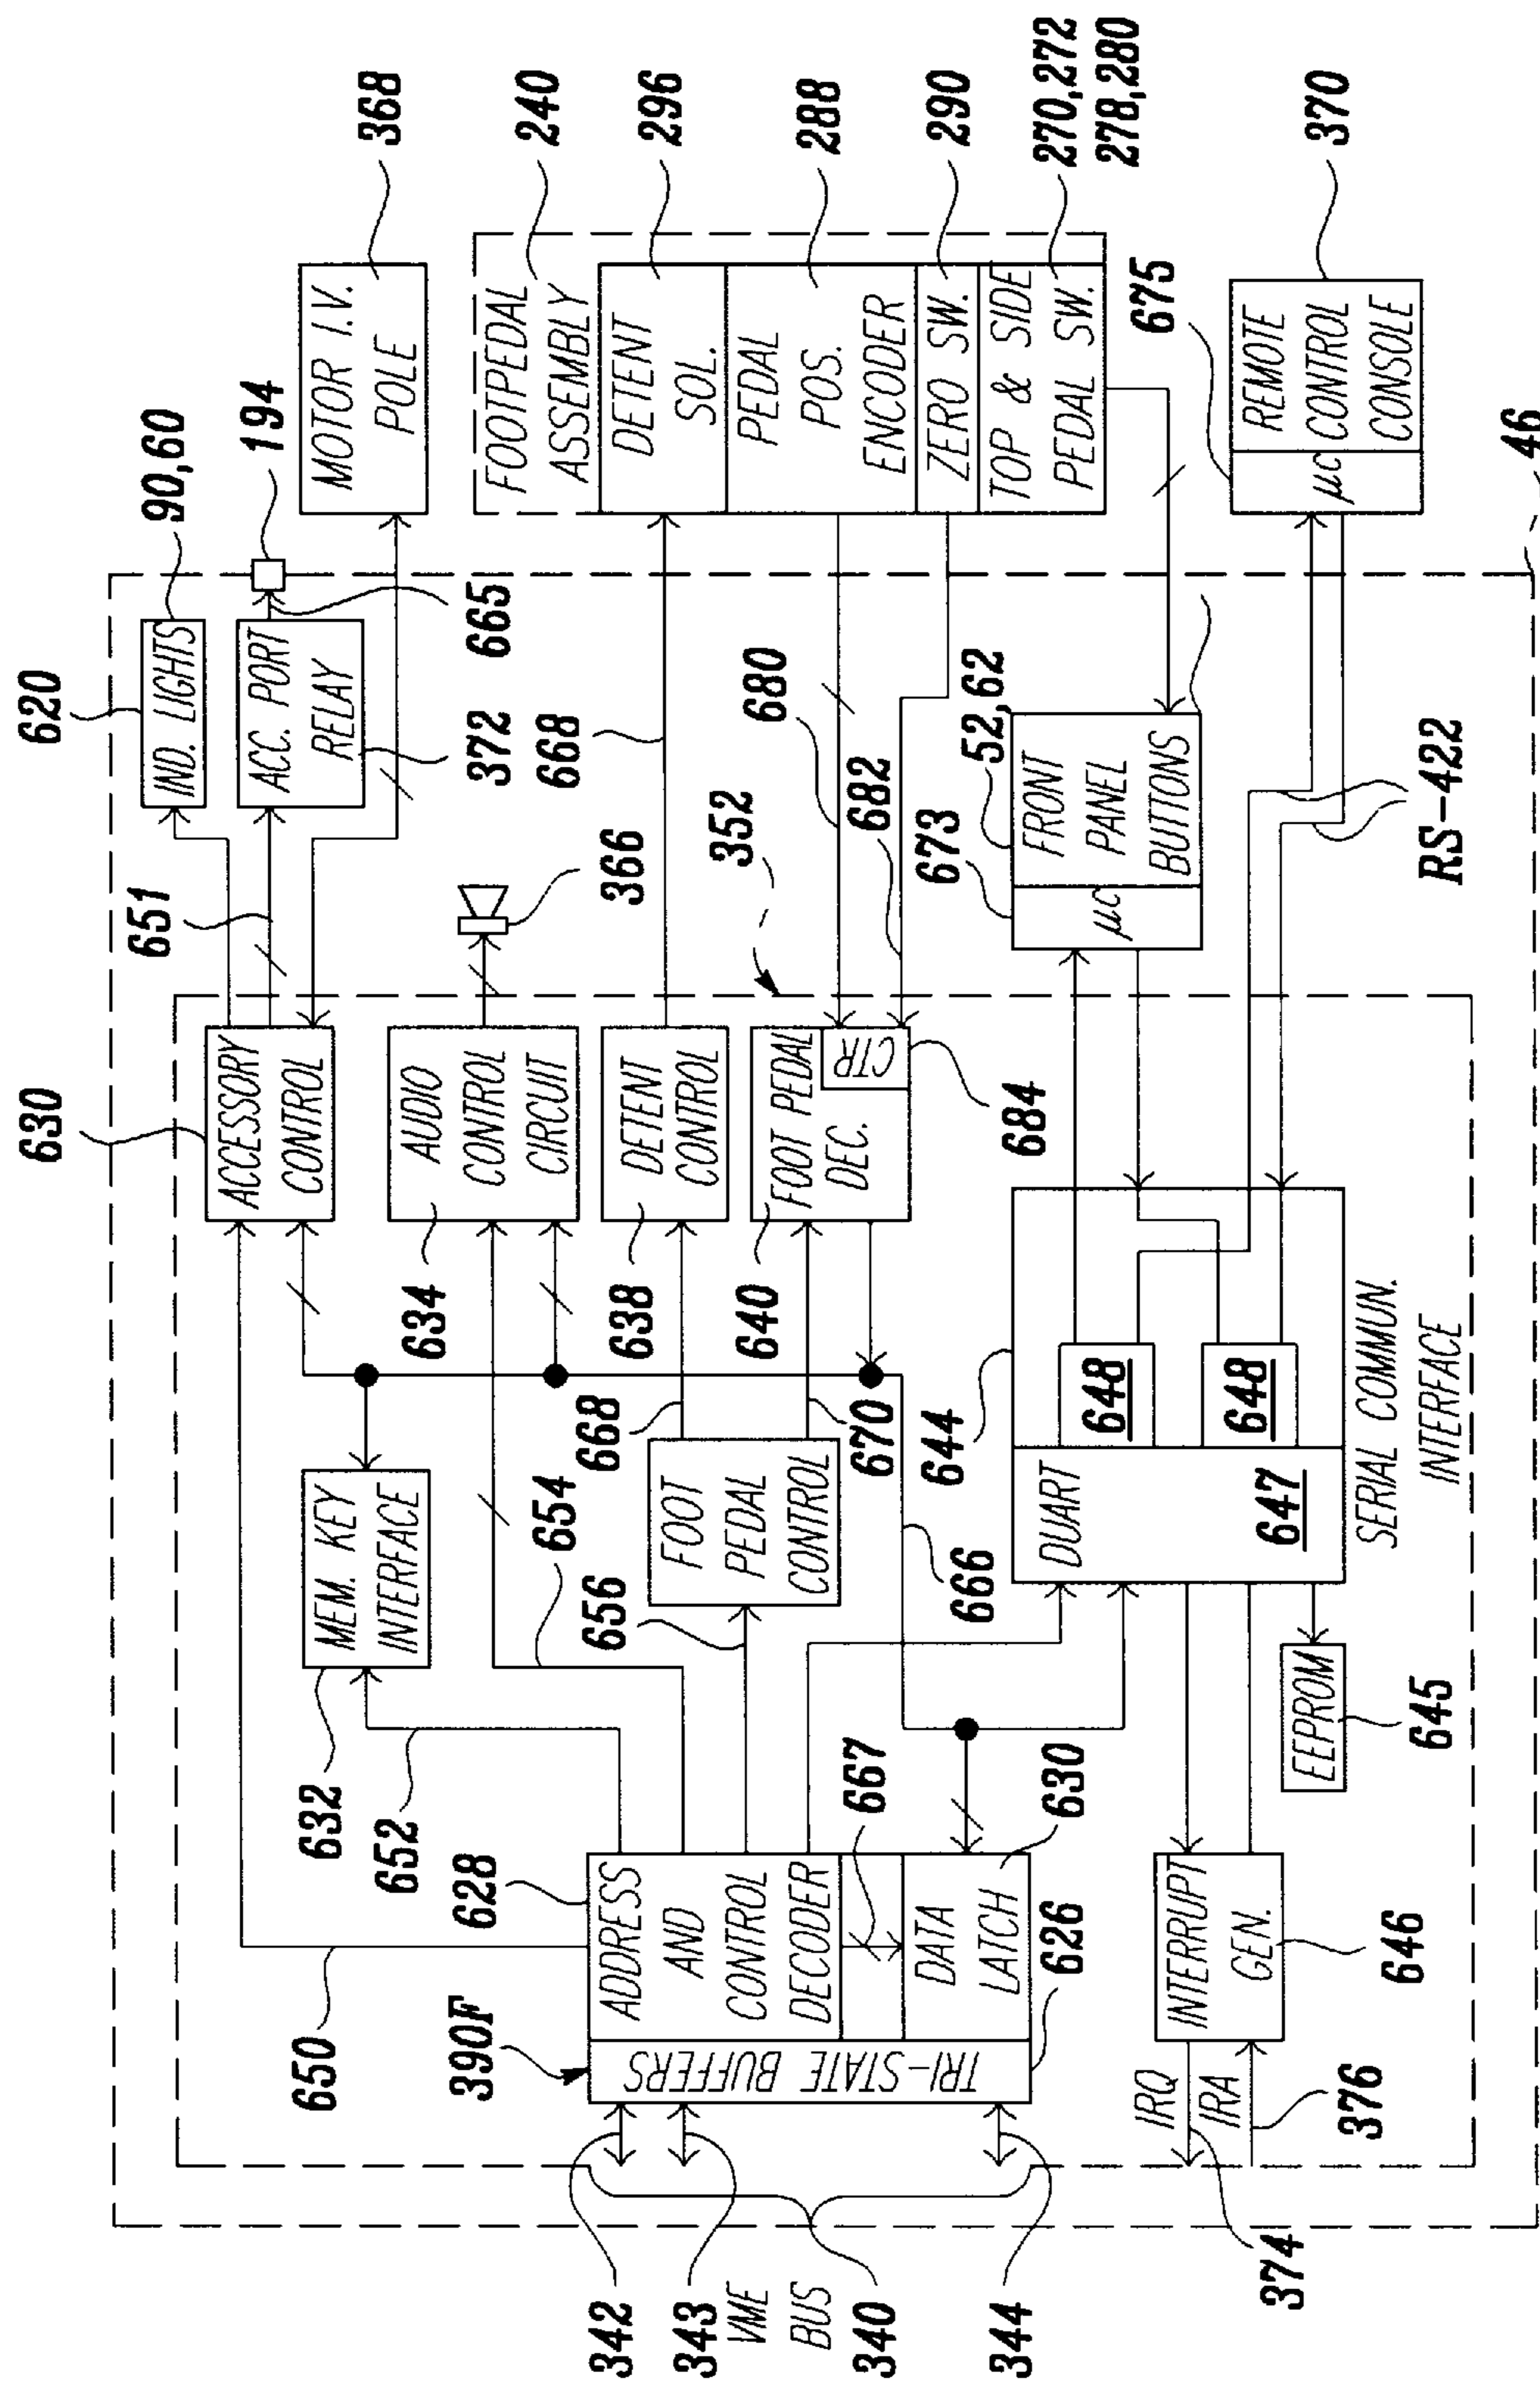 620
90,60
194
368
IND. LIGHTS
ACC. PORT
RELAY
MOTOR I.V.
POLE
665
372
651
630
ACCESSORY
CONTROL
AUDIO
CONTROL
CIRCUIT
634
366
668
DETENT
CONTROL
638
FOOT PEDAL
DEC.
CTR
640
684
352
680
682
FOOTPEDAL
ASSEMBLY
240
DETENT
SOL.
296
PEDAL
POS.
ENCODER
288
ZERO SW.
290
TOP & SIDE
PEDAL SW.
270,272
278,280
673
52,62
µC
FRONT
PANEL
BUTTONS
675
µC
REMOTE
CONTROL
CONSOLE
370
RS-422
46
MEM. KEY
INTERFACE
632
652
654
656
FOOT
PEDAL
CONTROL
668
670
666
644
DUART
647
648
648
SERIAL COMMUN.
INTERFACE
EEPROM
645
650
628
390F
ADDRESS
AND
CONTROL
DECODER
667
DATA
LATCH
630
626
TRI-STATE BUFFERS
INTERRUPT
GEN.
646
IRQ
IRA
374
376
342
343
VME
BUS
340
344